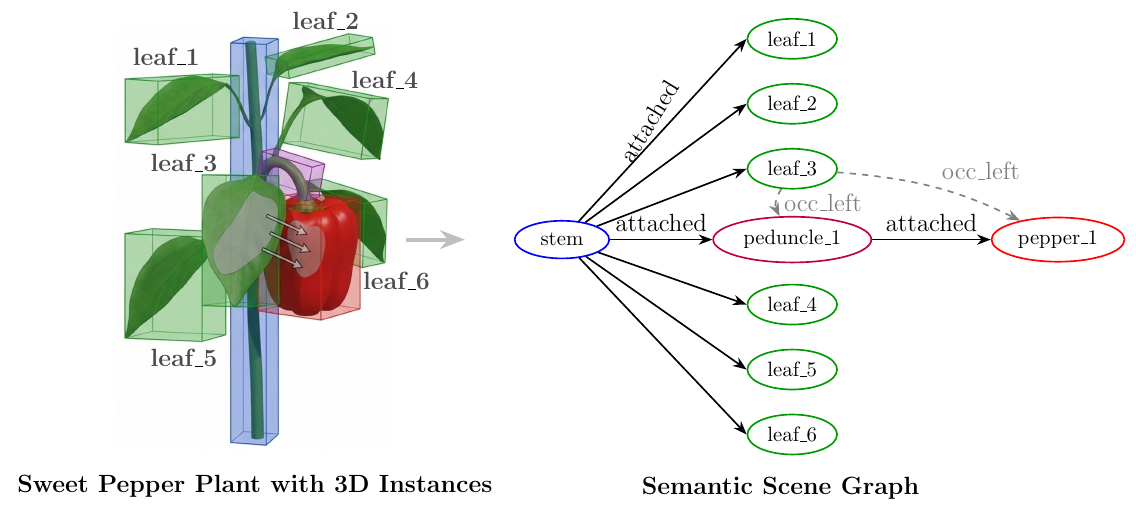 leaf_2
leaf_1
leaf_4
leaf_3
leaf_6
leaf_5
Sweet Pepper Plant with 3D Instances
leaf_1
attached
leaf_2
leaf_3
occ_left
occ_left
stem
attached
peduncle_1
attached
pepper_1
leaf_4
leaf_5
leaf_6
Semantic Scene Graph